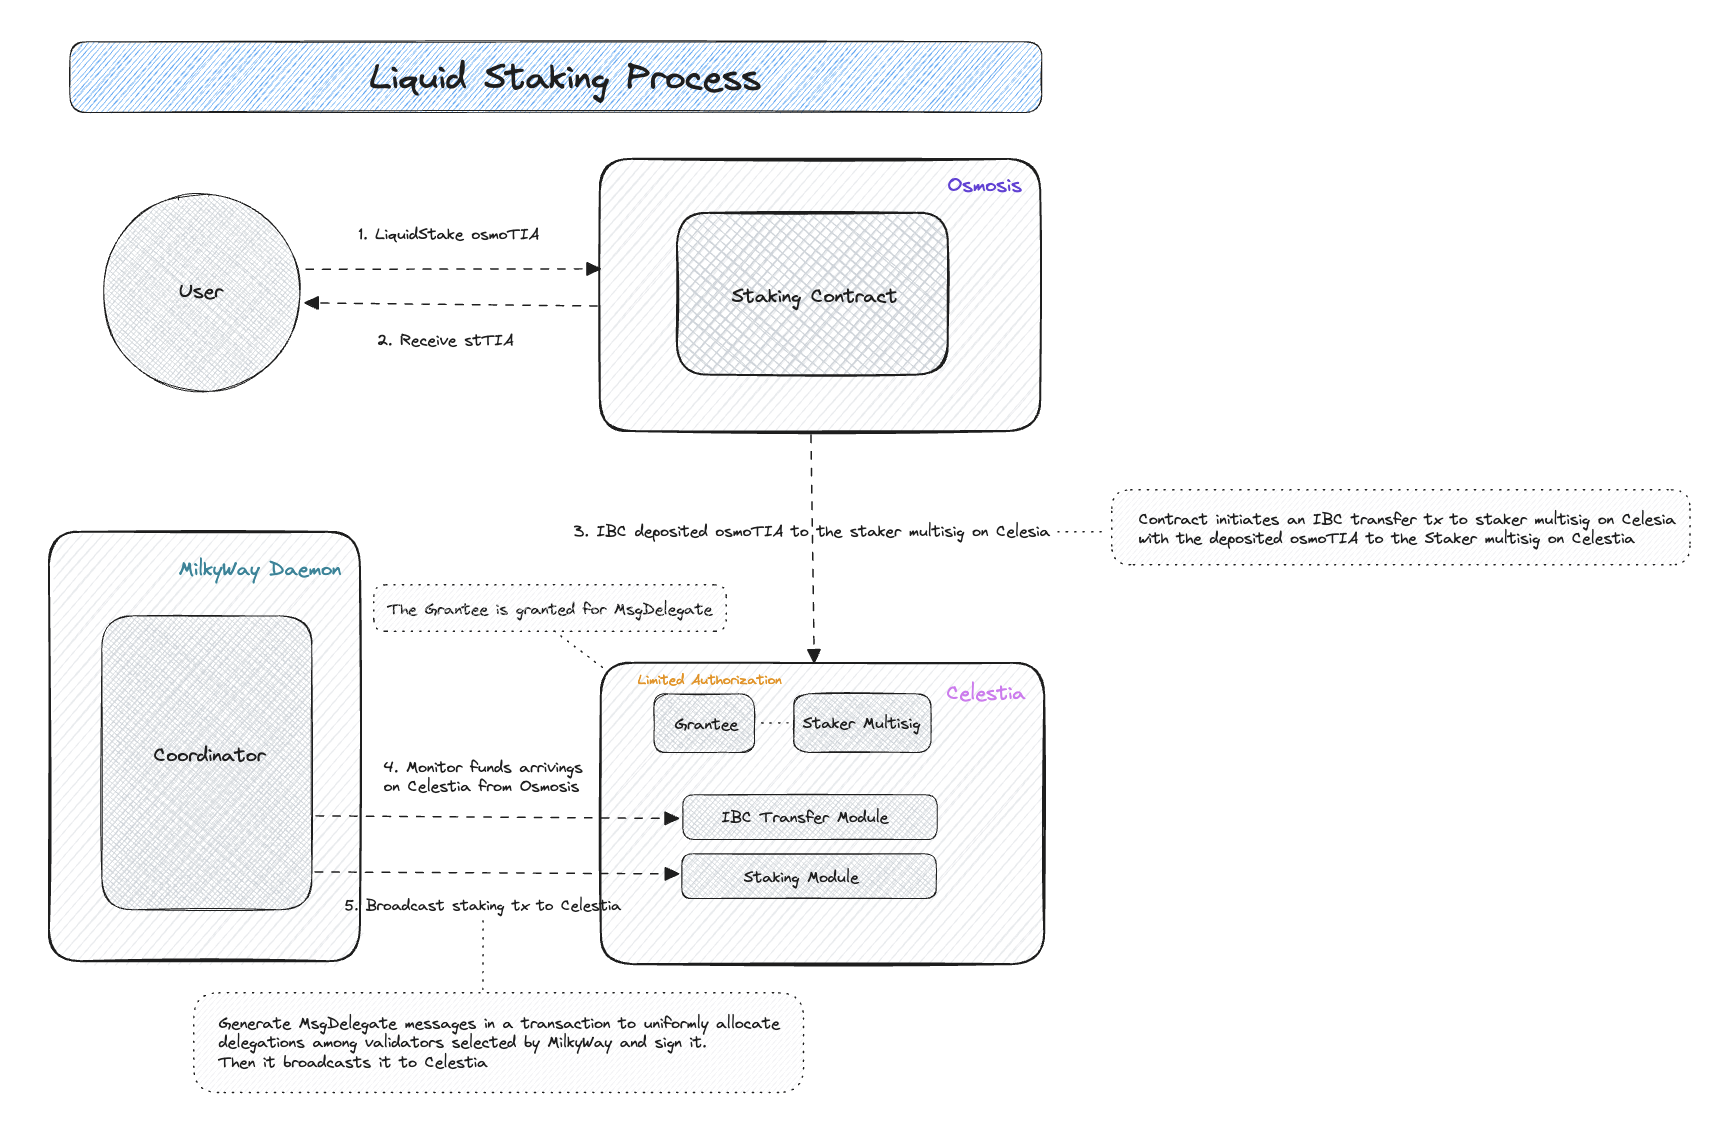 Liquid Staking Process
Osmosis
1. LiquidStake osmoTIA
User
Staking Contract
2. Receive stTIA
3. IBC deposited osmoTIA to the staker multisig on Celesia
Contract initiates an IBC transfer tx to staker multisig on Celesia
with the deposited osmoTIA to the Staker multisig on Celestia
MilkyWay Daemon
The Grantee is granted for MsgDelegate
Limited Authorization
Celestia
Grantee
Staker Multisig
Coordinator
4. Monitor funds arrivings
on Celestia from Osmosis
IBC Transfer Module
Staking Module
5. Broadcast staking tx to Celestia
Generate MsgDelegate messages in a transaction to uniformly allocate
delegations among validators selected by MilkyWay and sign it.
Then it broadcasts it to Celestia